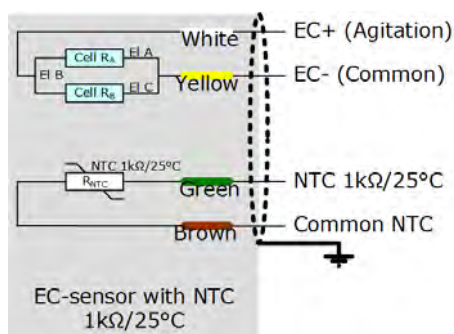 White
EC+ (Agitation)
Cell RA
El A
El B
Cell RB
El C
Yellow
EC- (Common)
NTC 1kΩ/25°C
RNTC
Green
NTC 1kΩ/25°C
Brown
Common NTC
EC-sensor with NTC
1kΩ/25°C